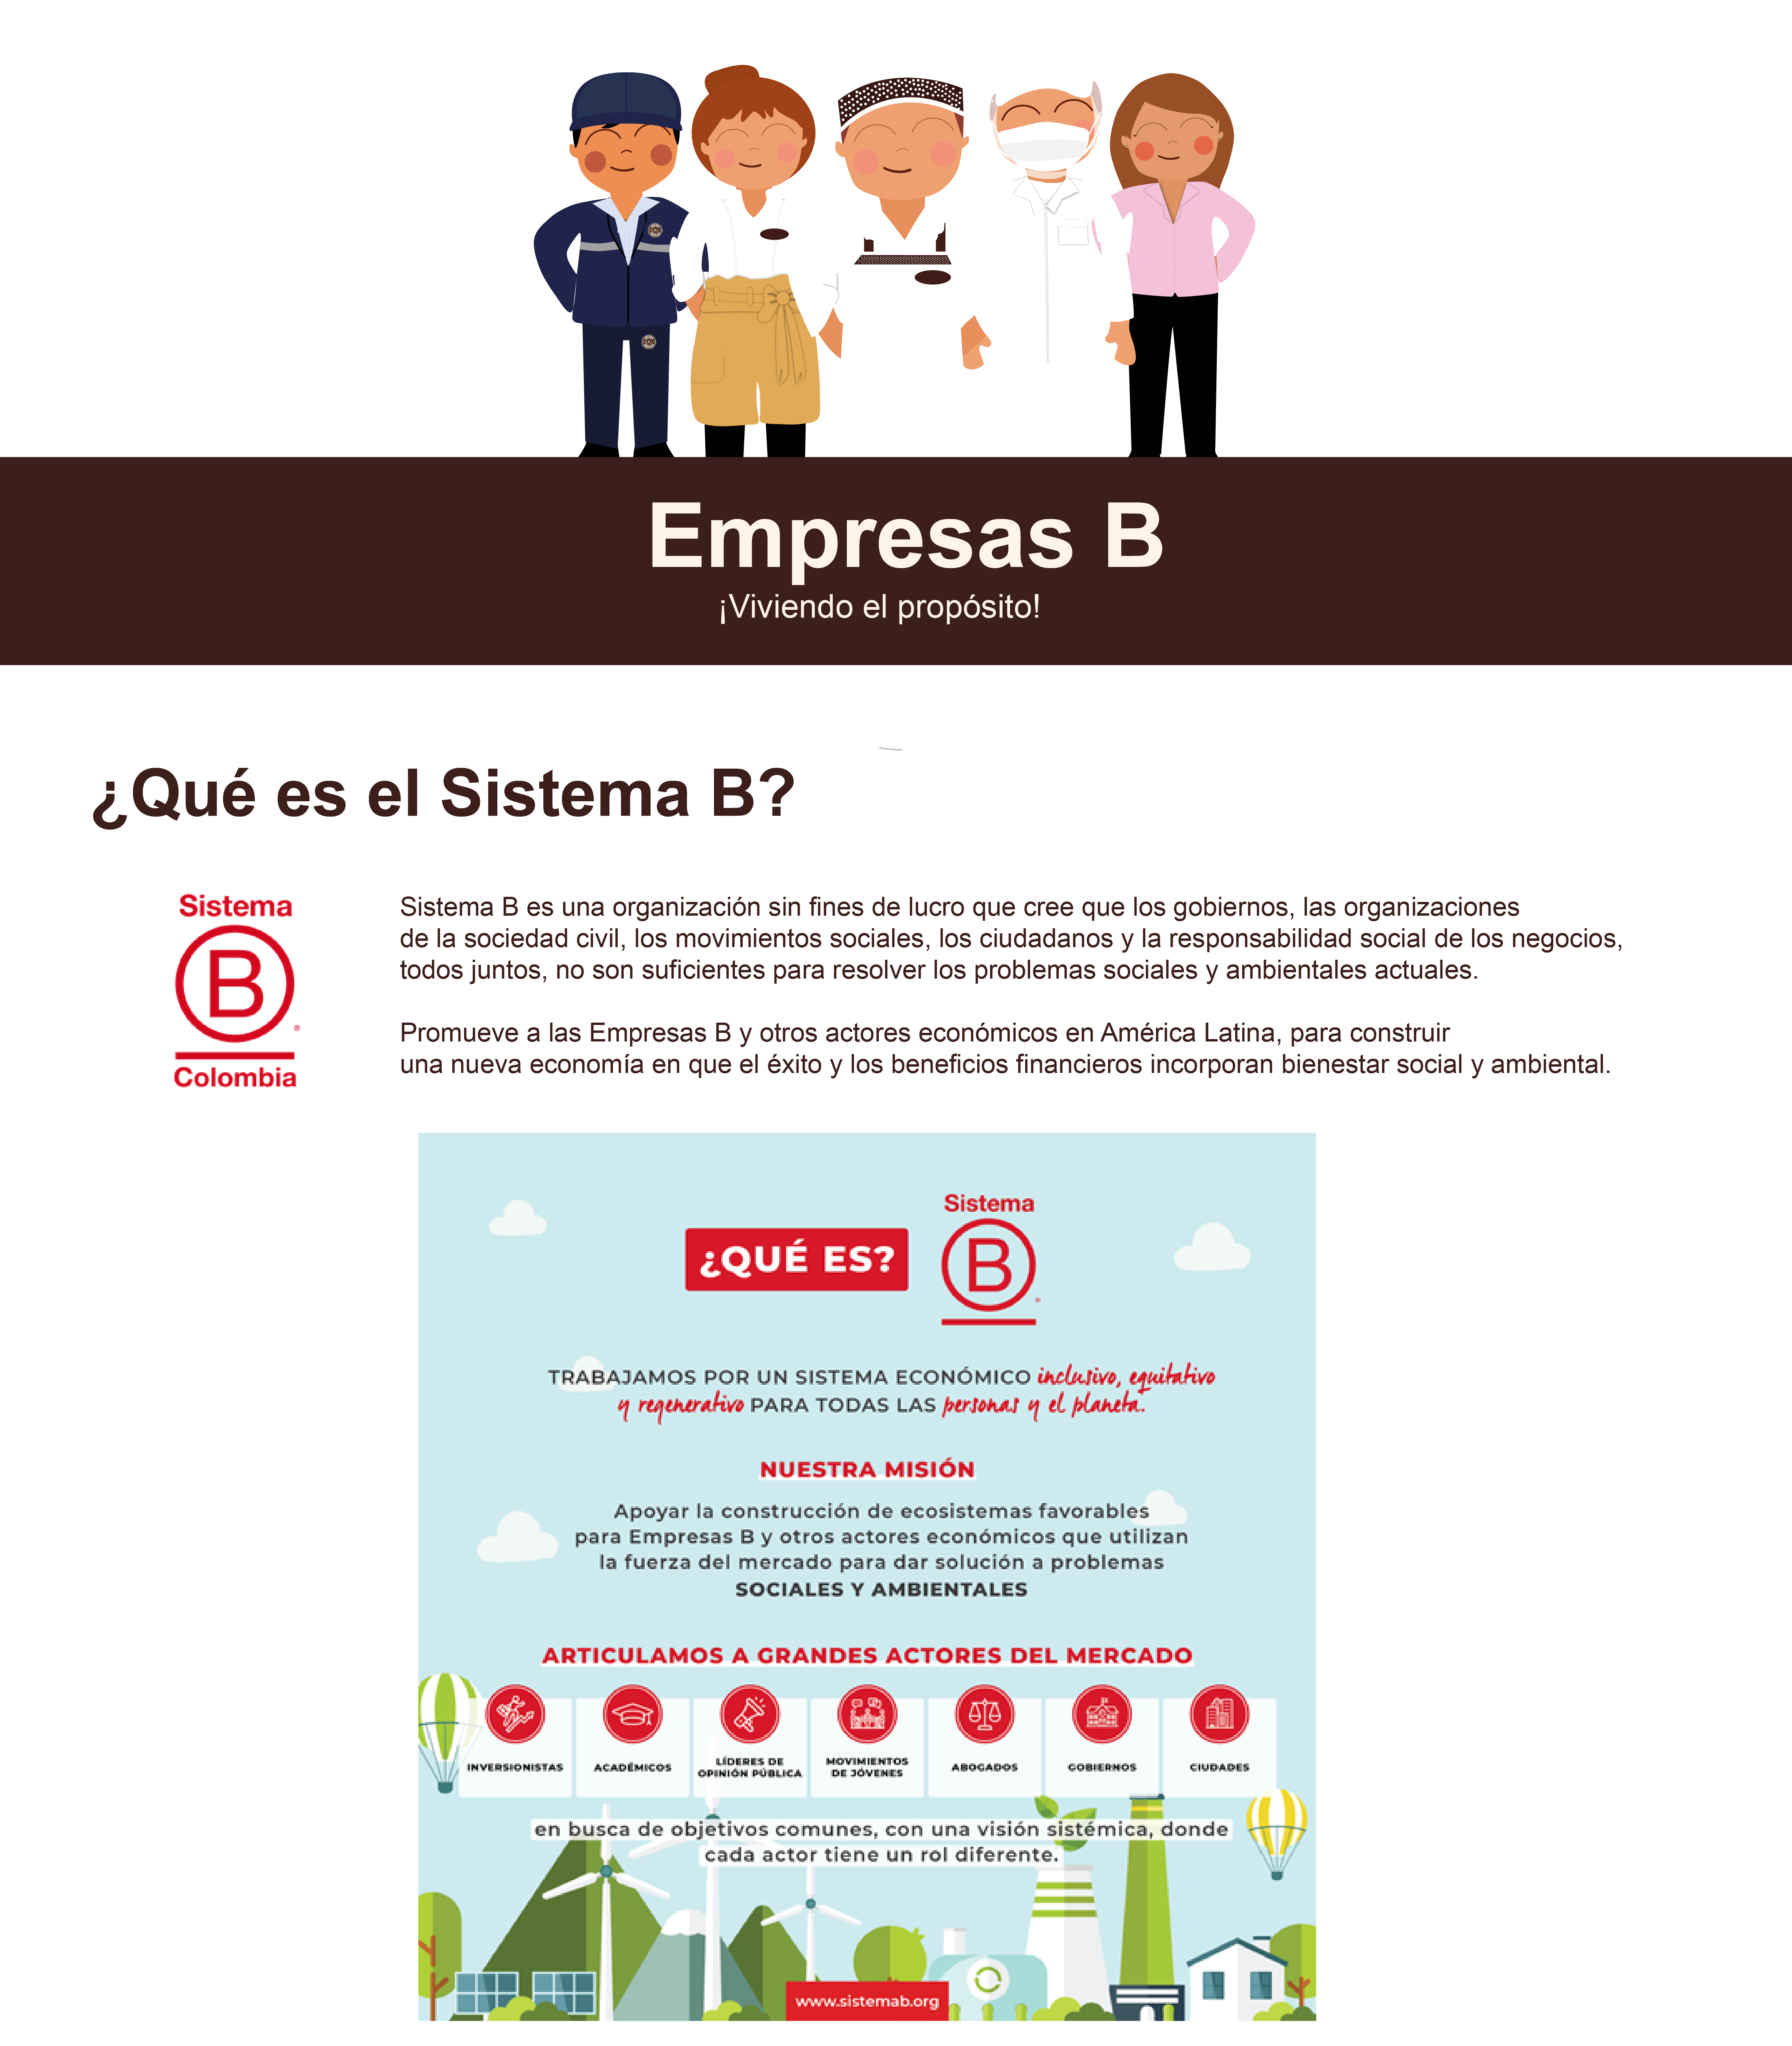 Empresas B
¡Viviendo el propósito!
¿Qué es el Sistema B?
Sistema
B
Colombia
Sistema B es una organización sin fines de lucro que cree que los gobiernos, las organizaciones
de la sociedad civil, los movimientos sociales, los ciudadanos y la responsabilidad social de los negocios,
todos juntos, no son suficientes para resolver los problemas sociales y ambientales actuales.
Promueve a las Empresas B y otros actores económicos en América Latina, para construir
una nueva economía en que el éxito y los beneficios financieros incorporan bienestar social y ambiental.
¿QUÉ ES?
Sistema
B
TRABAJAMOS POR UN SISTEMA ECONÓMICO inclusivo, equitativo
y regenerativo PARA TODAS LAS personas y el planeta.
NUESTRA MISIÓN
Apoyar la construcción de ecosistemas favorables
para Empresas B y otros actores económicos que utilizan
la fuerza del mercado para dar solución a problemas
SOCIALES Y AMBIENTALES
ARTICULAMOS A GRANDES ACTORES DEL MERCADO
INVERSIONISTAS
ACADÉMICOS
LÍDERES DE
OPINIÓN PÚBLICA
MOVIMIENTOS
DE JÓVENES
ABOGADOS
GOBIERNOS
CIUDADES
en busca de objetivos comunes, con una visión sistémica, donde
cada actor tiene un rol diferente.
www.sistemab.org